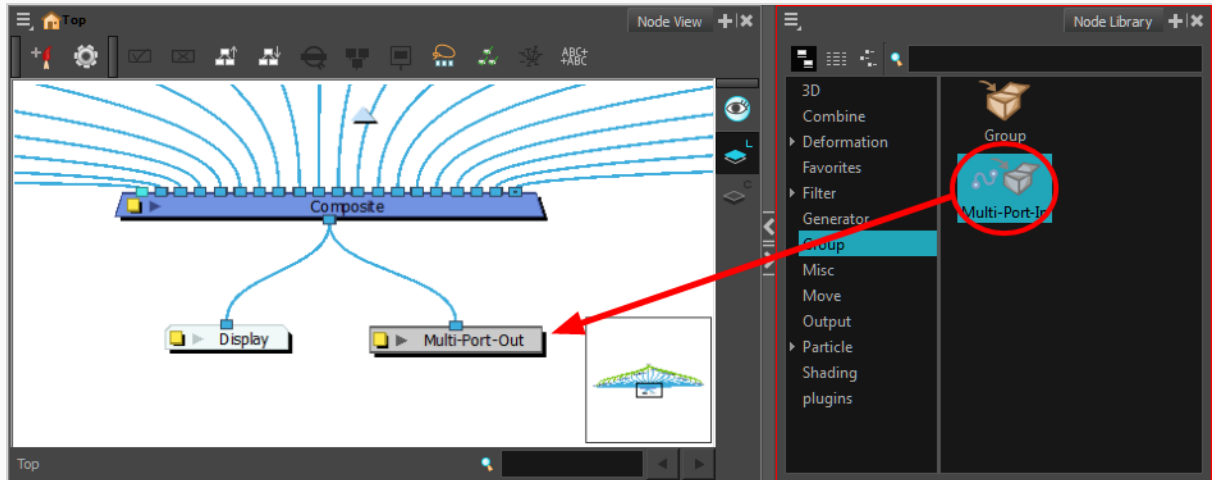 Top
Node View
ABC+
+ABC
L
C
Composite
Display
Multi-Port-Out
Top
Node Library
3D
Combine
Deformation
Favorites
Filter
Generator
Group
Misc
Move
Output
Particle
Shading
plugins
Group
Multi-Port-In